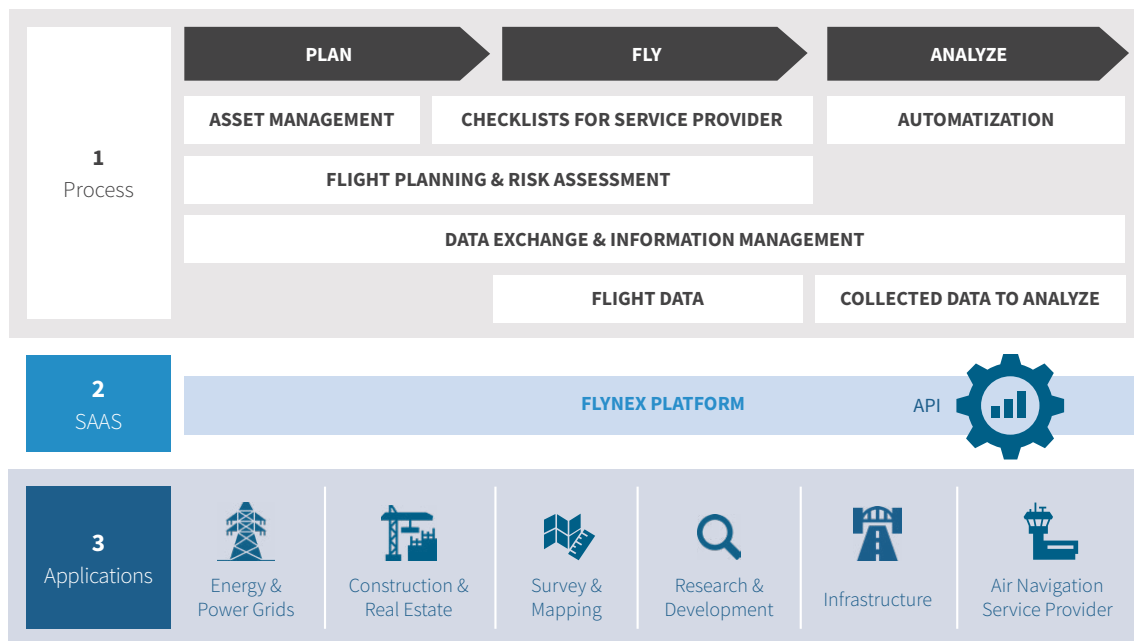 PLAN
FLY
ANALYZE
ASSET MANAGEMENT
CHECKLISTS FOR SERVICE PROVIDER
AUTOMATIZATION
1
Process
FLIGHT PLANNING & RISK ASSESSMENT
DATA EXCHANGE & INFORMATION MANAGEMENT
FLIGHT DATA
COLLECTED DATA TO ANALYZE
2
SAAS
FLYNEX PLATFORM
API
3
Applications
Energy &
Power Grids
Construction &
Real Estate
Survey &
Mapping
Research &
Development
Infrastructure
Air Navigation
Service Provider